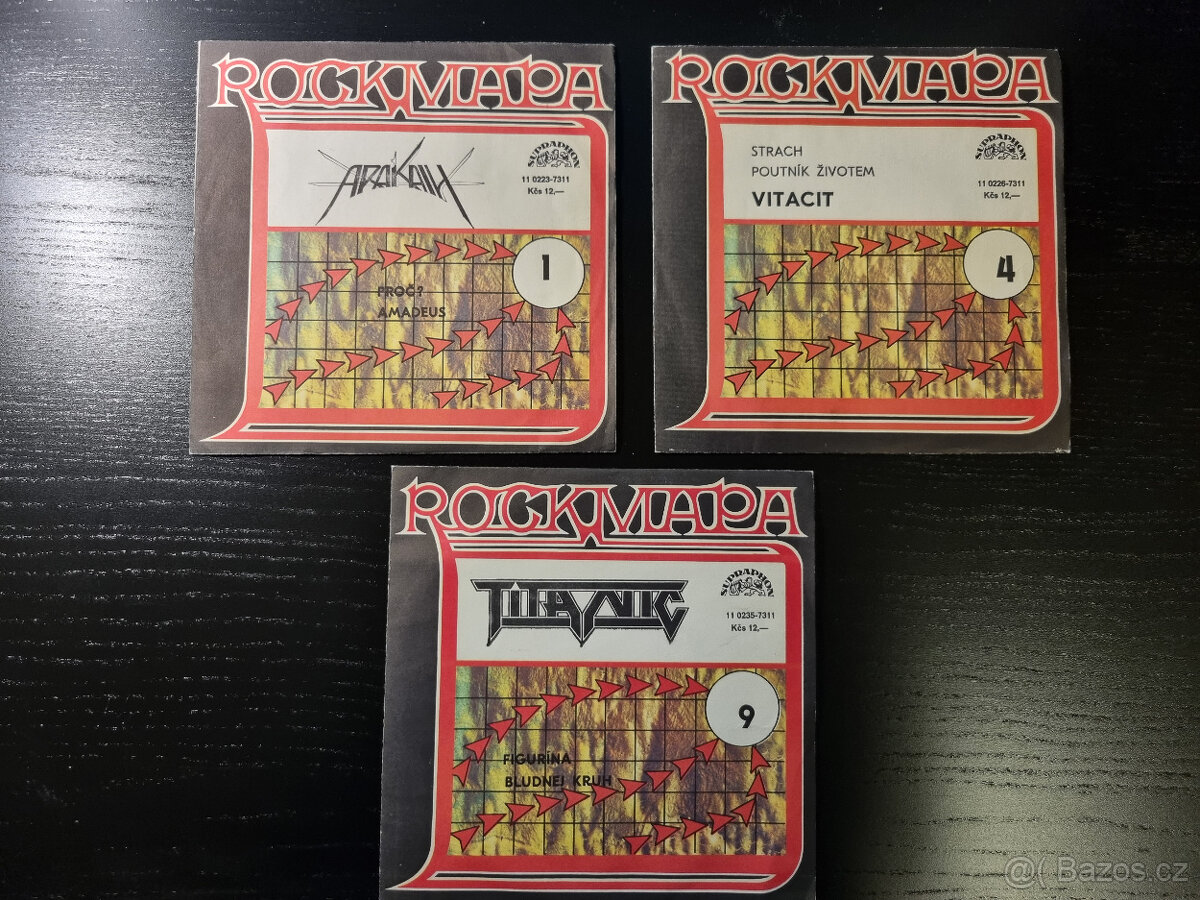 ROCKMAPA
ARAKAIN
SUPRAPHON
11 0223-7311
Kčs 12,—
1
PROČ?
AMADEUS
ROCKMAPA
STRACH
POUTNÍK ŽIVOTEM
VITACIT
SUPRAPHON
11 0226-7311
Kčs 12,—
4
ROCKMAPA
TITANIC
SUPRAPHON
11 0235-7311
Kčs 12,—
9
FIGURÍNA
BLUDNEJ KRUH
Bazos.cz